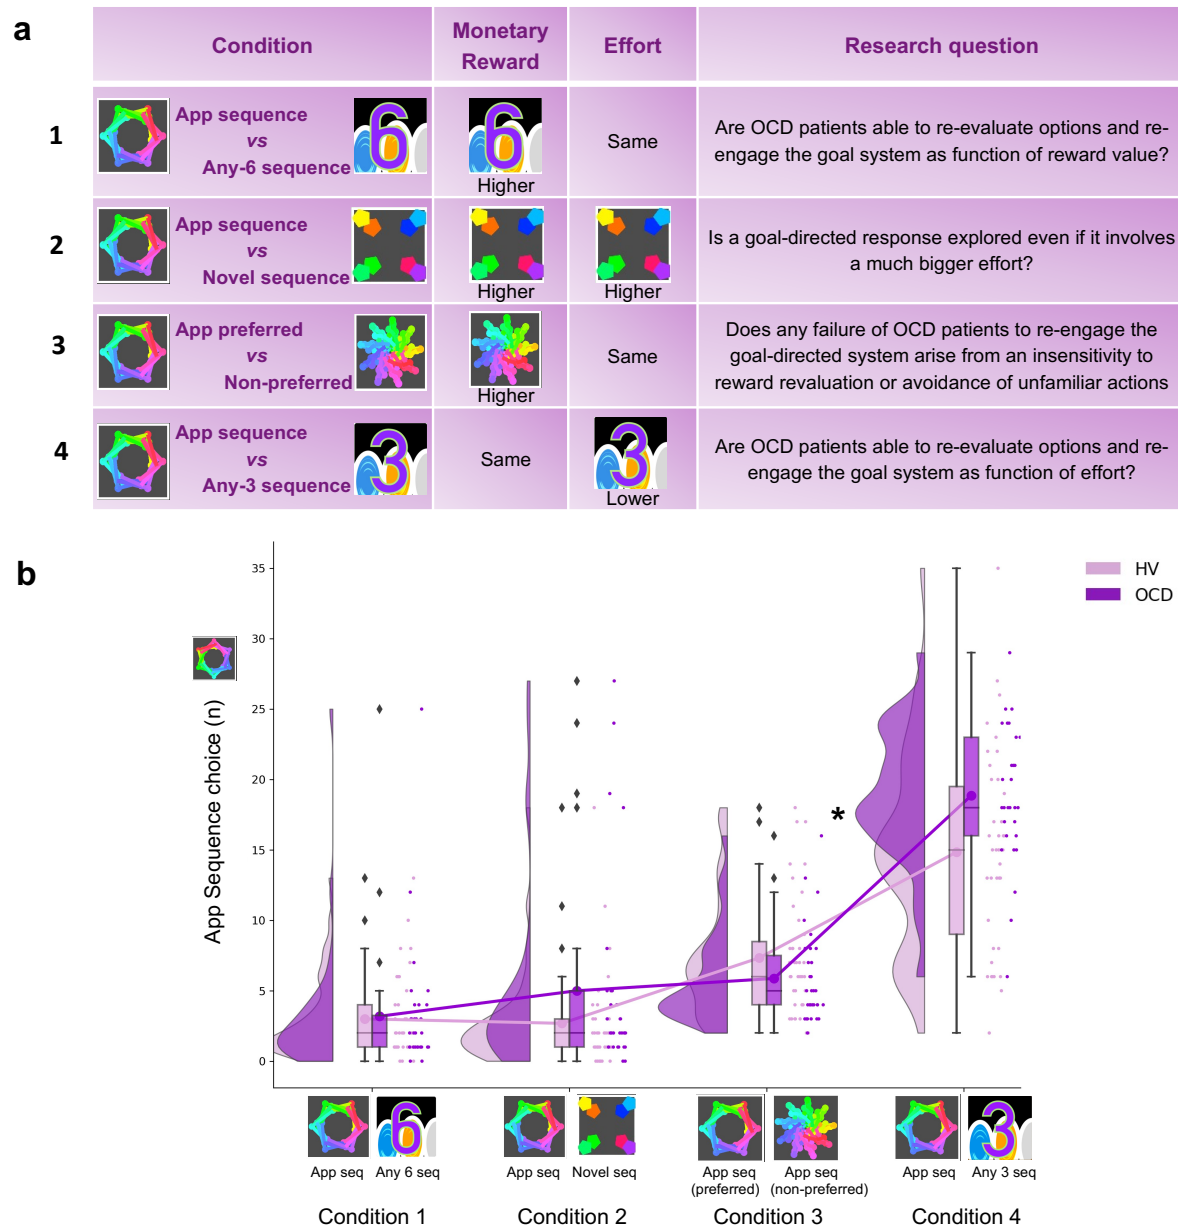 a
Condition
Monetary
Reward
Effort
Research question
1
App sequence
vs
Any-6 sequence
6
6
Higher
Same
Are OCD patients able to re-evaluate options and re-
engage the goal system as function of reward value?
2
App sequence
vs
Novel sequence
Higher
Higher
Is a goal-directed response explored even if it involves
a much bigger effort?
3
App preferred
vs
Non-preferred
Higher
Same
Does any failure of OCD patients to re-engage the
goal-directed system arise from an insensitivity to
reward revaluation or avoidance of unfamiliar actions
4
App sequence
vs
Any-3 sequence
3
Same
3
Lower
Are OCD patients able to re-evaluate options and re-
engage the goal system as function of effort?
b
HV
OCD
App Sequence choice (n)
35
30
25
20
15
10
5
0
*
6
3
App seq
Any 6 seq
App seq
Novel seq
App seq
(preferred)
App seq
(non-preferred)
App seq
Any 3 seq
Condition 1
Condition 2
Condition 3
Condition 4